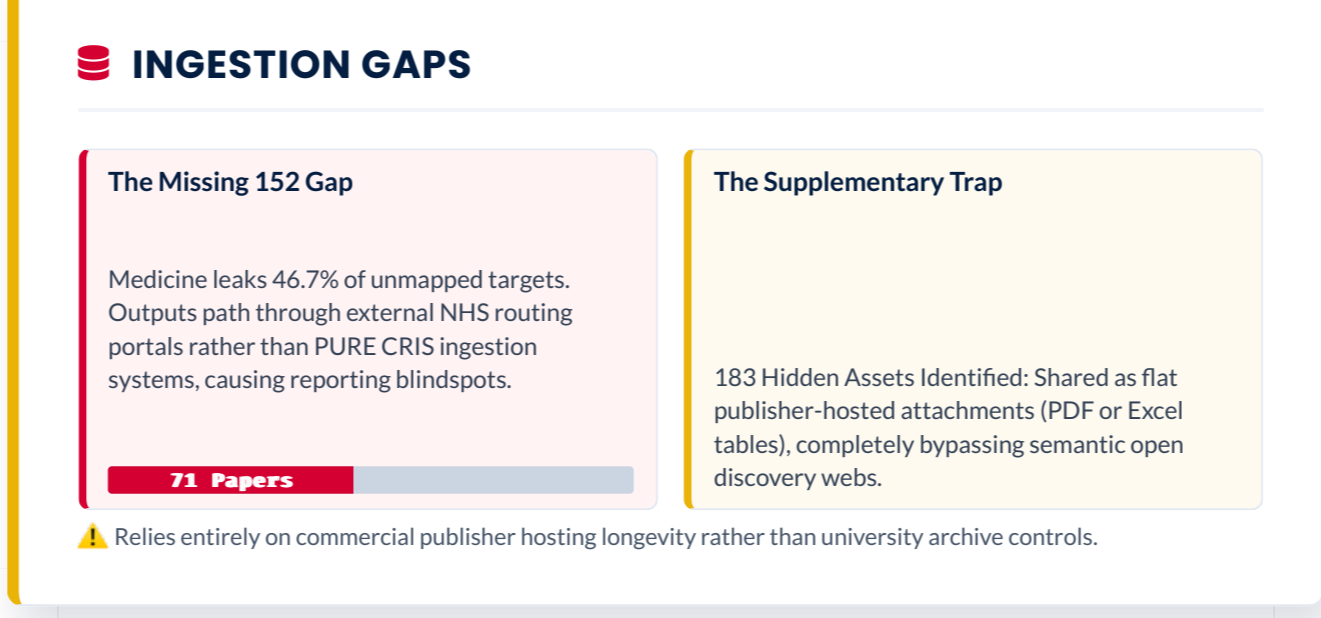 INGESTION GAPS
The Missing 152 Gap
Medicine leaks 46.7% of unmapped targets.
Outputs path through external NHS routing
portals rather than PURE CRIS ingestion
systems, causing reporting blindspots.
71 Papers
The Supplementary Trap
183 Hidden Assets Identified: Shared as flat
publisher-hosted attachments (PDF or Excel
tables), completely bypassing semantic open
discovery webs.
⚠️ Relies entirely on commercial publisher hosting longevity rather than university archive controls.